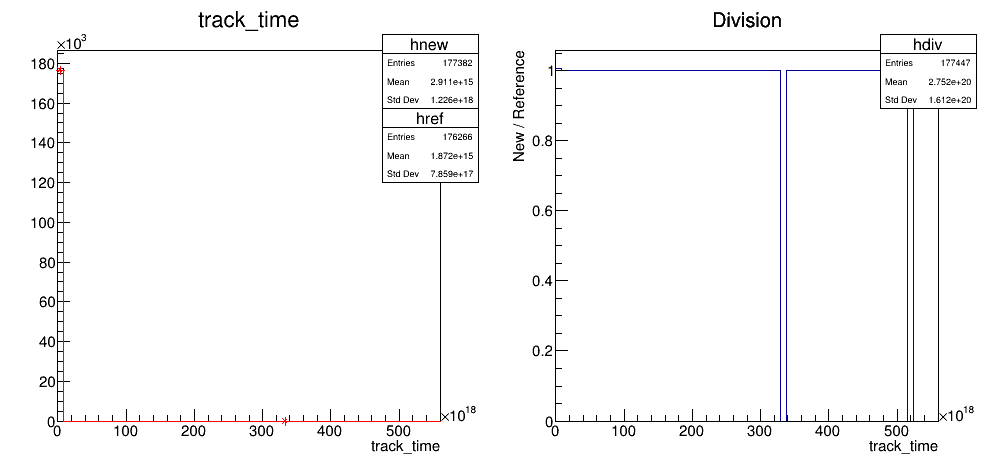 track_time
×10³
180
160
140
120
100
80
60
40
20
0
0 100 200 300 400 500 ×10¹⁸
track_time
hnew
Entries 177382
Mean 2.911e+15
Std Dev 1.226e+18
href
Entries 176266
Mean 1.872e+15
Std Dev 7.859e+17
Division
New / Reference
1
0.8
0.6
0.4
0.2
0
0 100 200 300 400 500 ×10¹⁸
track_time
hdiv
Entries 177447
Mean 2.752e+20
Std Dev 1.612e+20